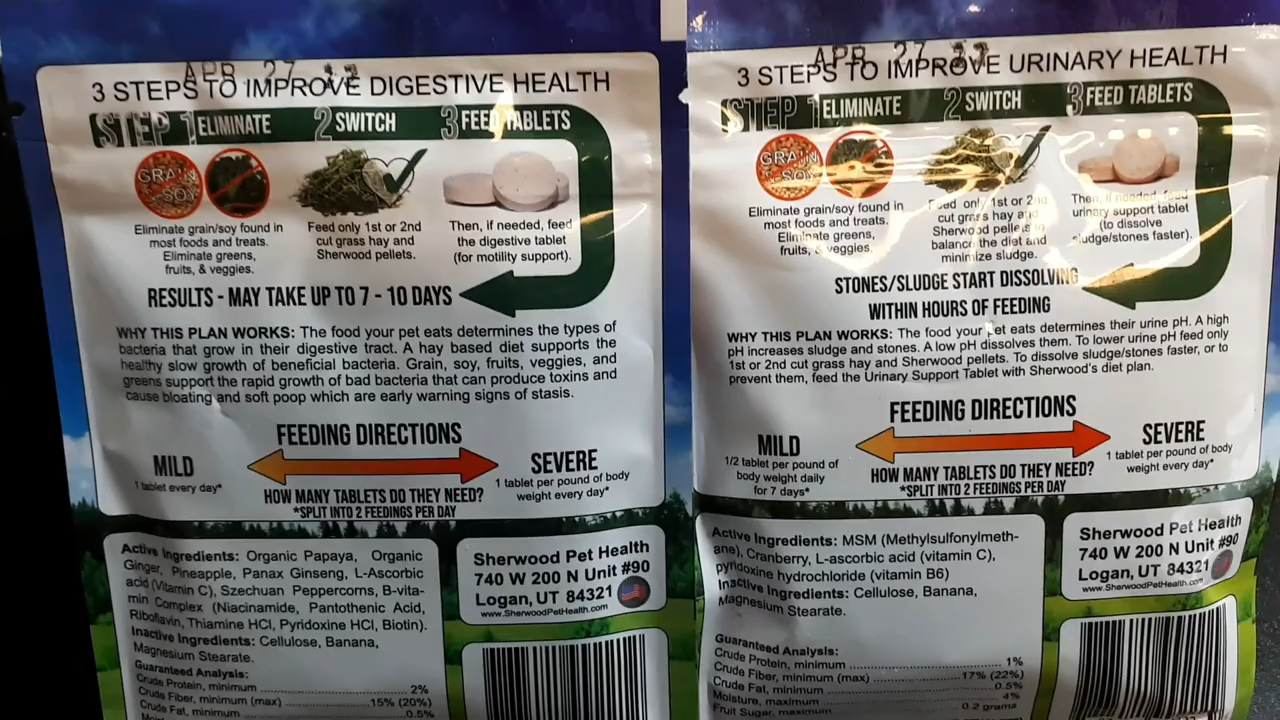 APR 27
3 STEPS TO IMPROVE DIGESTIVE HEALTH
STEP 1 ELIMINATE 2 SWITCH 3 FEED TABLETS
GRAIN
SOY
Eliminate grain/soy found in
most foods and treats.
Eliminate greens,
fruits, & veggies.
Feed only 1st or 2nd
cut grass hay and
Sherwood pellets.
Then, if needed, feed
the digestive tablet
(for motility support).
RESULTS - MAY TAKE UP TO 7 - 10 DAYS
WHY THIS PLAN WORKS: The food your pet eats determines the types of
bacteria that grow in their digestive tract. A hay based diet supports the
healthy slow growth of beneficial bacteria. Grain, soy, fruits, veggies, and
greens support the rapid growth of bad bacteria that can produce toxins and
cause bloating and soft poop which are early warning signs of stasis.
FEEDING DIRECTIONS
MILD
1 tablet every day*
SEVERE
1 tablet per pound of body
weight every day*
HOW MANY TABLETS DO THEY NEED?
*SPLIT INTO 2 FEEDINGS PER DAY
Active Ingredients: Organic Papaya, Organic
Ginger, Pineapple, Panax Ginseng, L-Ascorbic
acid (Vitamin C), Szechuan Peppercorns, B-vita-
min Complex (Niacinamide, Pantothenic Acid,
Riboflavin, Thiamine HCl, Pyridoxine HCl, Biotin).
Inactive Ingredients: Cellulose, Banana,
Magnesium Stearate.
Guaranteed Analysis:
Crude Protein, minimum 2%
Crude Fiber, minimum (max) 15% (20%)
Crude Fat, minimum 0.5%
Sherwood Pet Health
740 W 200 N Unit #90
Logan, UT 84321
www.SherwoodPetHealth.com
APR 27
3 STEPS TO IMPROVE URINARY HEALTH
STEP 1 ELIMINATE 2 SWITCH 3 FEED TABLETS
GRAIN
SOY
Eliminate grain/soy found in
most foods and treats.
Eliminate greens,
fruits, & veggies.
Feed only 1st or 2nd
cut grass hay and
Sherwood pellets to
balance the diet and
minimize sludge.
Then, if needed, feed
urinary support tablet
(to dissolve
sludge/stones faster).
STONES/SLUDGE START DISSOLVING
WITHIN HOURS OF FEEDING
WHY THIS PLAN WORKS: The food your pet eats determines their urine pH. A high
pH increases sludge and stones. A low pH dissolves them. To lower urine pH feed only
1st or 2nd cut grass hay and Sherwood pellets. To dissolve sludge/stones faster, or to
prevent them, feed the Urinary Support Tablet with Sherwood's diet plan.
FEEDING DIRECTIONS
MILD
1/2 tablet per pound of
body weight daily
for 7 days*
SEVERE
1 tablet per pound of body
weight every day*
HOW MANY TABLETS DO THEY NEED?
*SPLIT INTO 2 FEEDINGS PER DAY
Active Ingredients: MSM (Methylsulfonylmeth-
ane), Cranberry, L-ascorbic acid (vitamin C),
pyridoxine hydrochloride (vitamin B6)
Inactive Ingredients: Cellulose, Banana,
Magnesium Stearate.
Guaranteed Analysis:
Crude Protein, minimum 1%
Crude Fiber, minimum (max) 17% (22%)
Crude Fat, minimum 0.5%
Moisture, maximum 4%
Fruit Sugar, maximum 0.2 grams
Sherwood Pet Health
740 W 200 N Unit #90
Logan, UT 84321
www.SherwoodPetHealth.com